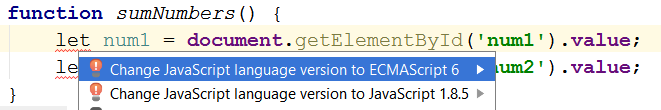 function sumNumbers() {
let num1 = document.getElementById('num1').value;
le num2').value;
Change JavaScript language version to ECMAScript 6
} Change JavaScript language version to JavaScript 1.8.5